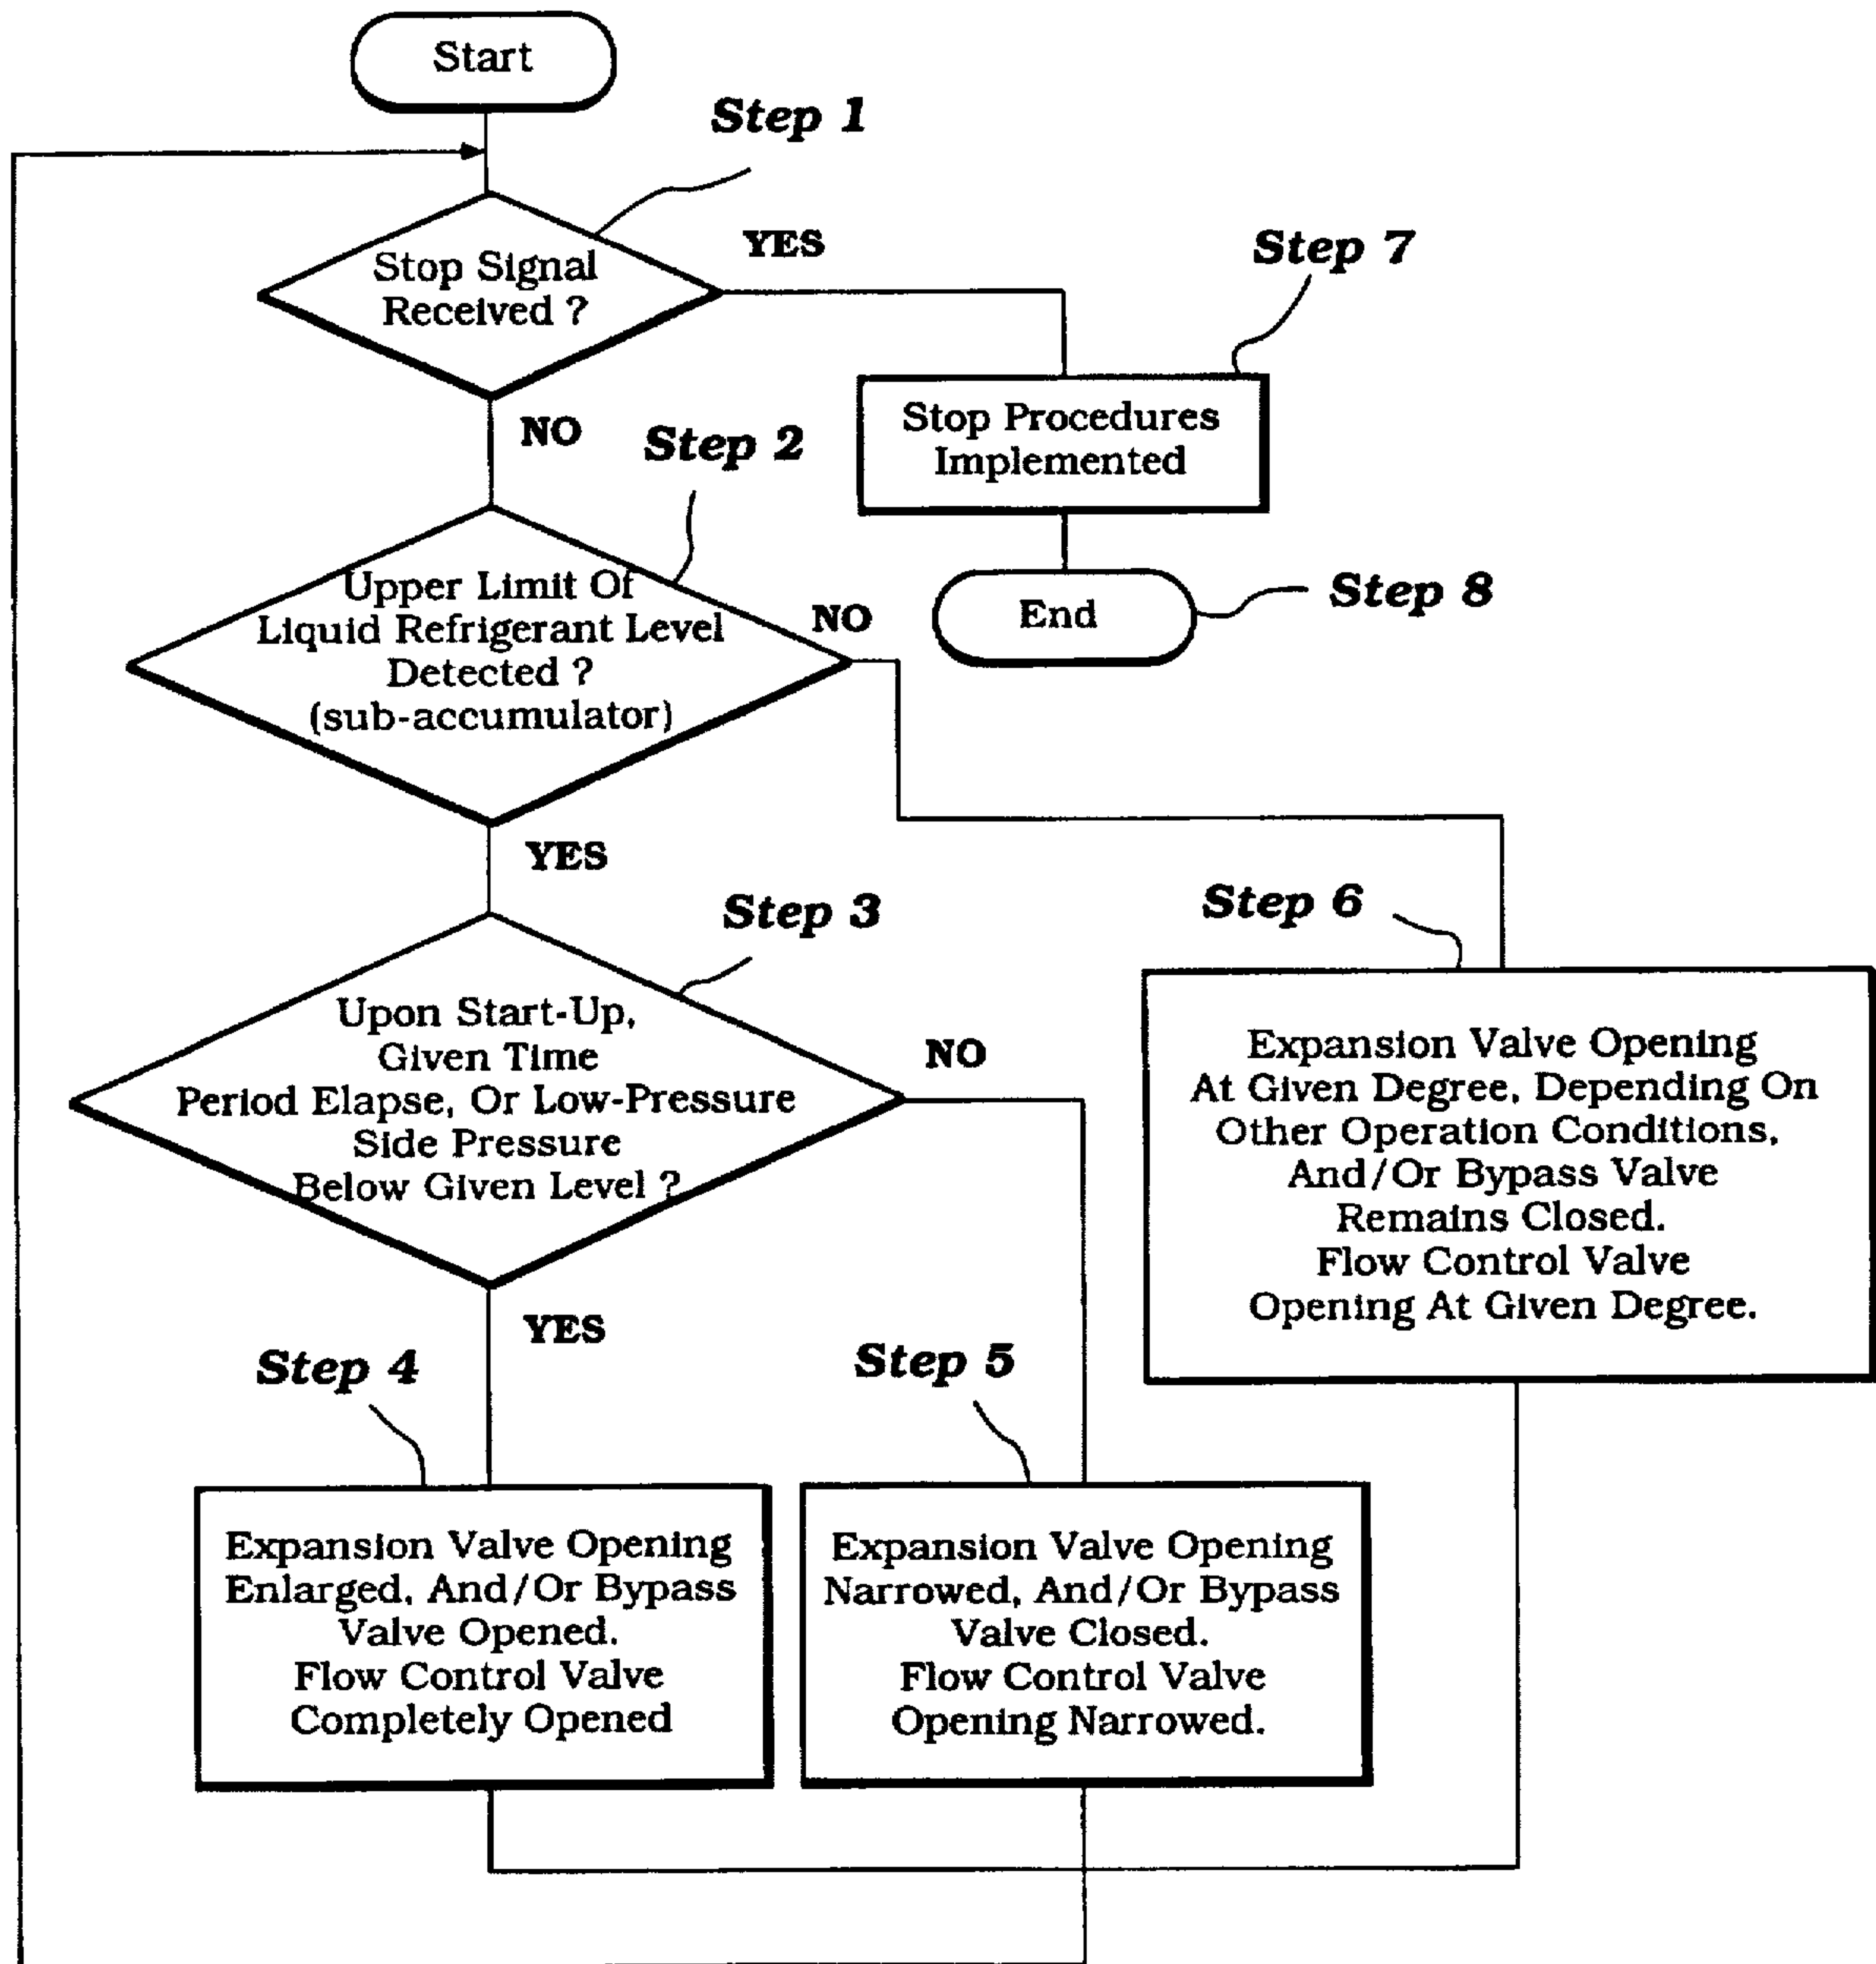 Start
Step 1
Stop Signal
Received ?
YES
NO
Step 7
Stop Procedures
Implemented
Step 8
End
Step 2
Upper Limit Of
Liquid Refrigerant Level
Detected ?
(sub-accumulator)
NO
YES
Step 3
Upon Start-Up,
Given Time
Period Elapse, Or Low-Pressure
Side Pressure
Below Given Level ?
NO
YES
Step 6
Expansion Valve Opening
At Given Degree, Depending On
Other Operation Conditions,
And/Or Bypass Valve
Remains Closed.
Flow Control Valve
Opening At Given Degree.
Step 4
Expansion Valve Opening
Enlarged, And/Or Bypass
Valve Opened.
Flow Control Valve
Completely Opened
Step 5
Expansion Valve Opening
Narrowed, And/Or Bypass
Valve Closed.
Flow Control Valve
Opening Narrowed.